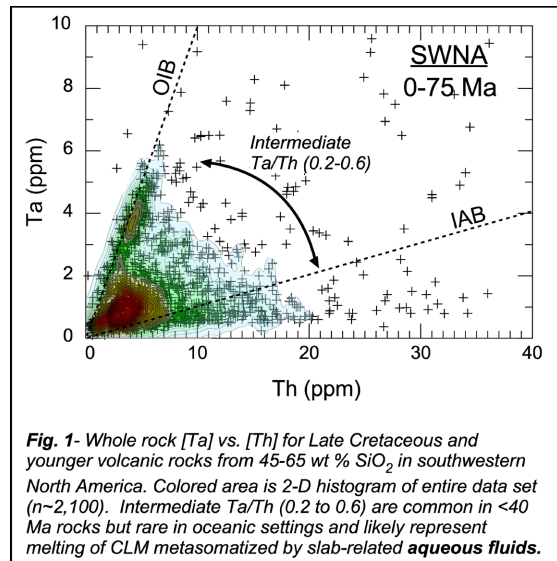 10
8
6
4
2
0
Ta (ppm)
OIB
SWNA
0-75 Ma
Intermediate
Ta/Th (0.2-0.6)
IAB
0 10 20 30 40
Th (ppm)
Fig. 1- Whole rock [Ta] vs. [Th] for Late Cretaceous and
younger volcanic rocks from 45-65 wt % SiO₂ in southwestern
North America. Colored area is 2-D histogram of entire data set
(n~2,100). Intermediate Ta/Th (0.2 to 0.6) are common in <40
Ma rocks but rare in oceanic settings and likely represent
melting of CLM metasomatized by slab-related aqueous fluids.